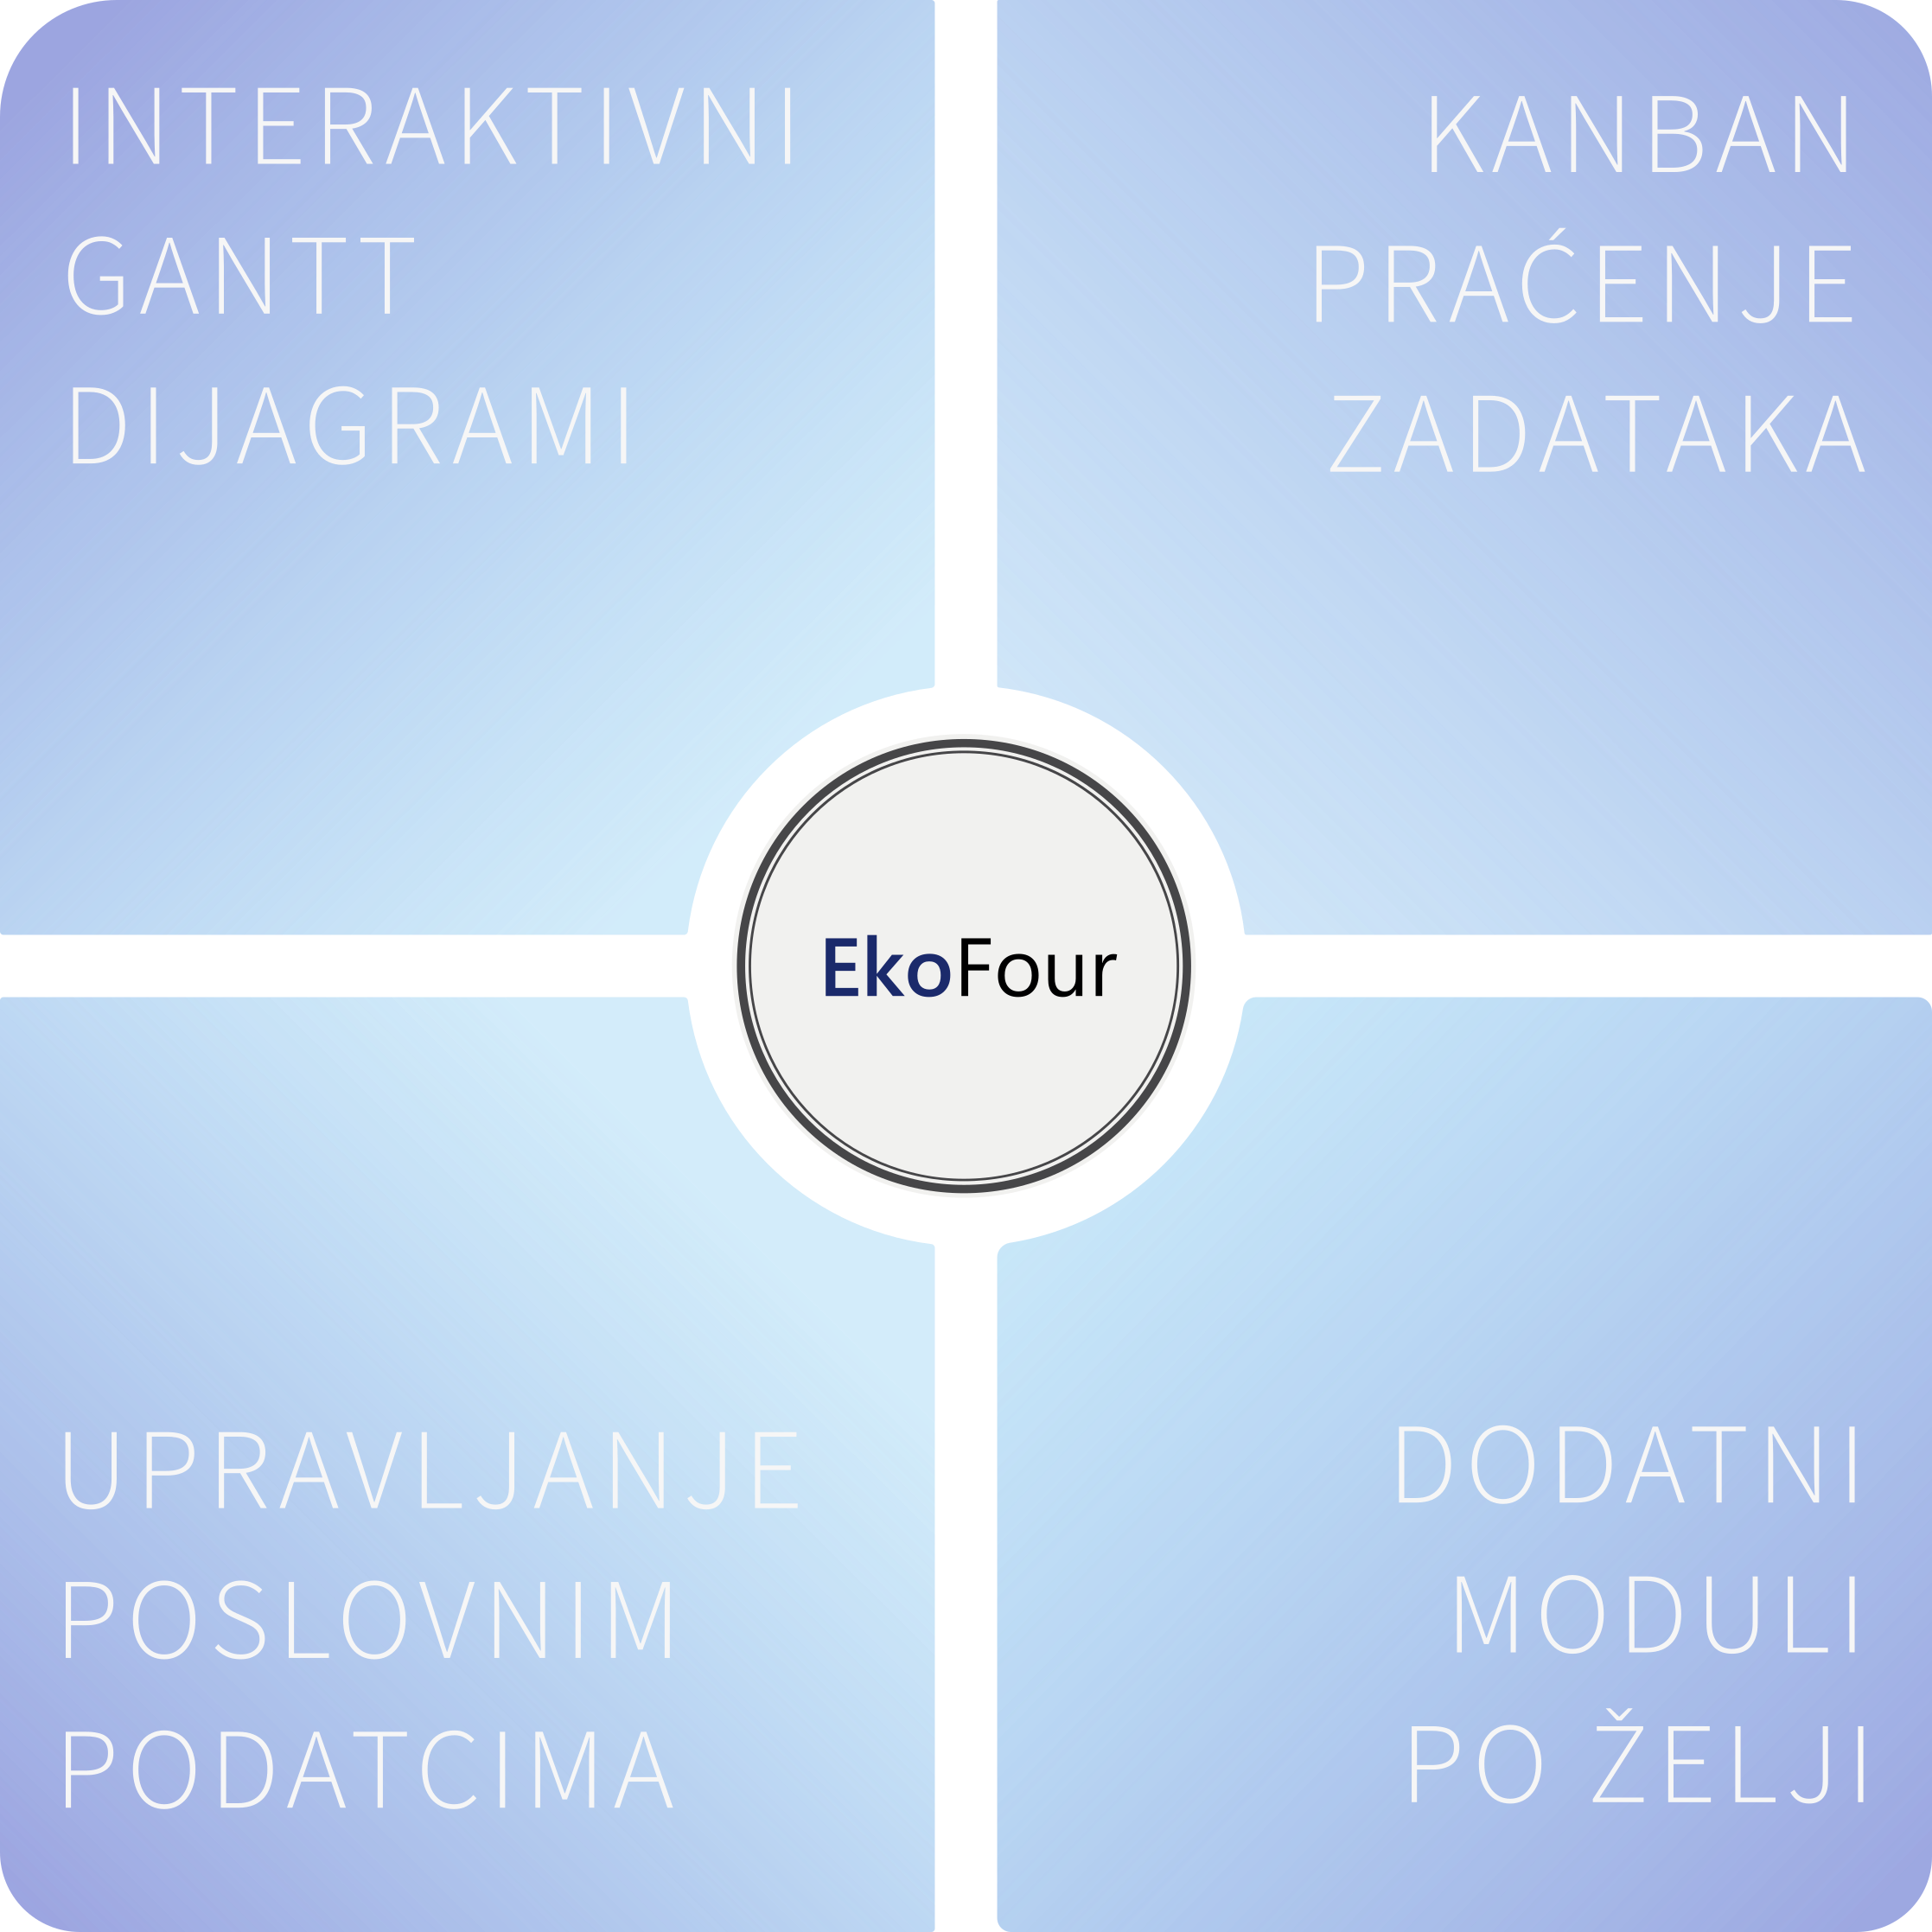 INTERAKTIVNI
GANTT
DIJAGRAMI
KANBAN
PRAĆENJE
ZADATAKA
EkoFour
UPRAVLJANJE
POSLOVNIM
PODATCIMA
DODATNI
MODULI
PO ŽELJI